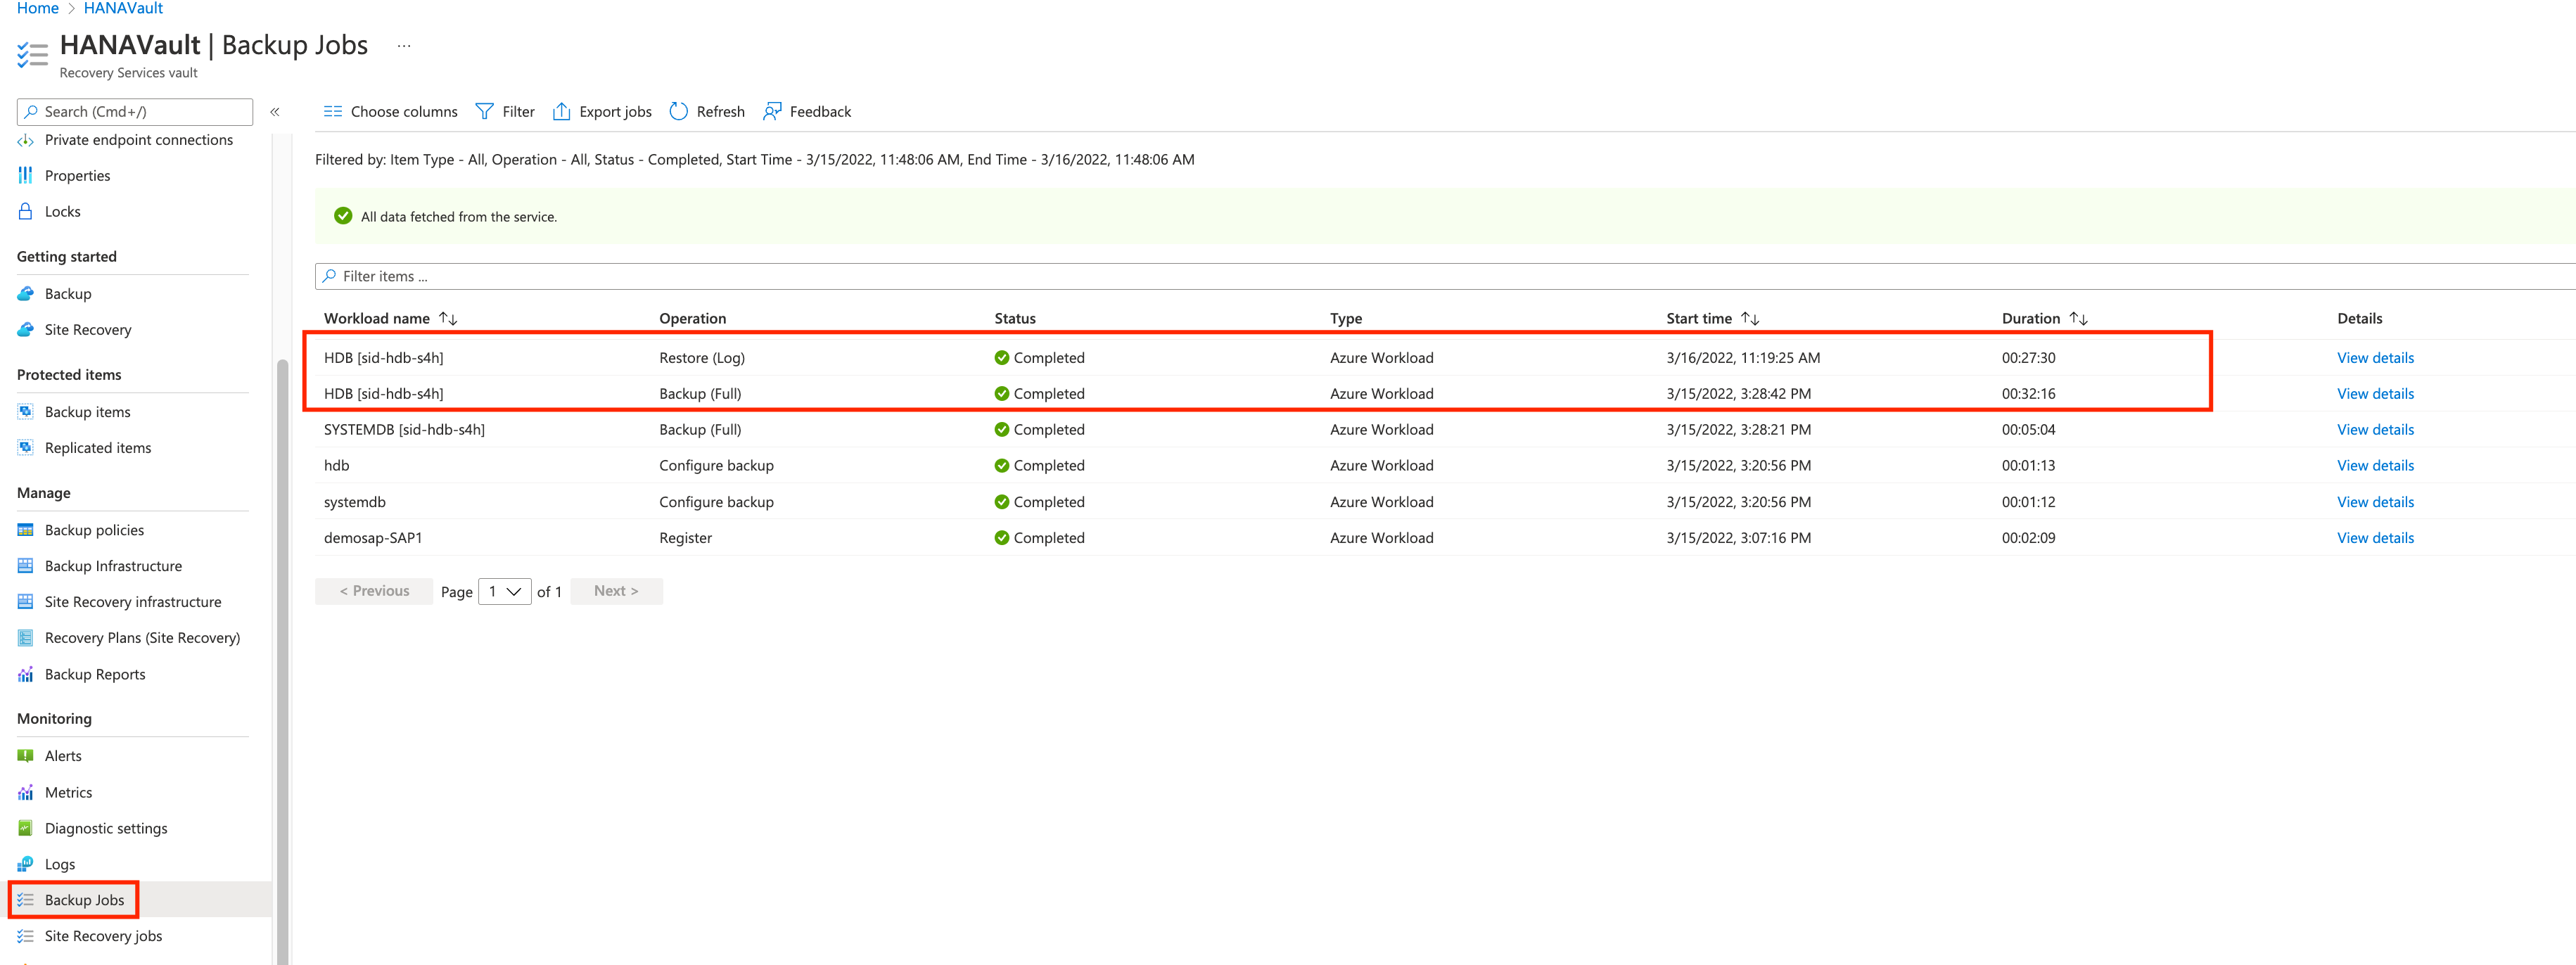 Home > HANAVault
HANAVault | Backup Jobs ...
Recovery Services vault
Search (Cmd+/)
«
Private endpoint connections
Properties
Locks
Getting started
Backup
Site Recovery
Protected items
Backup items
Replicated items
Manage
Backup policies
Backup Infrastructure
Site Recovery infrastructure
Recovery Plans (Site Recovery)
Backup Reports
Monitoring
Alerts
Metrics
Diagnostic settings
Logs
Backup Jobs
Site Recovery jobs
Choose columns Filter Export jobs Refresh Feedback
Filtered by: Item Type - All, Operation - All, Status - Completed, Start Time - 3/15/2022, 11:48:06 AM, End Time - 3/16/2022, 11:48:06 AM
All data fetched from the service.
Filter items ...
Workload name ↑↓ Operation Status Type Start time ↑↓ Duration ↑↓ Details
HDB [sid-hdb-s4h] Restore (Log) Completed Azure Workload 3/16/2022, 11:19:25 AM 00:27:30 View details
HDB [sid-hdb-s4h] Backup (Full) Completed Azure Workload 3/15/2022, 3:28:42 PM 00:32:16 View details
SYSTEMDB [sid-hdb-s4h] Backup (Full) Completed Azure Workload 3/15/2022, 3:28:21 PM 00:05:04 View details
hdb Configure backup Completed Azure Workload 3/15/2022, 3:20:56 PM 00:01:13 View details
systemdb Configure backup Completed Azure Workload 3/15/2022, 3:20:56 PM 00:01:12 View details
demosap-SAP1 Register Completed Azure Workload 3/15/2022, 3:07:16 PM 00:02:09 View details
< Previous Page 1 of 1 Next >